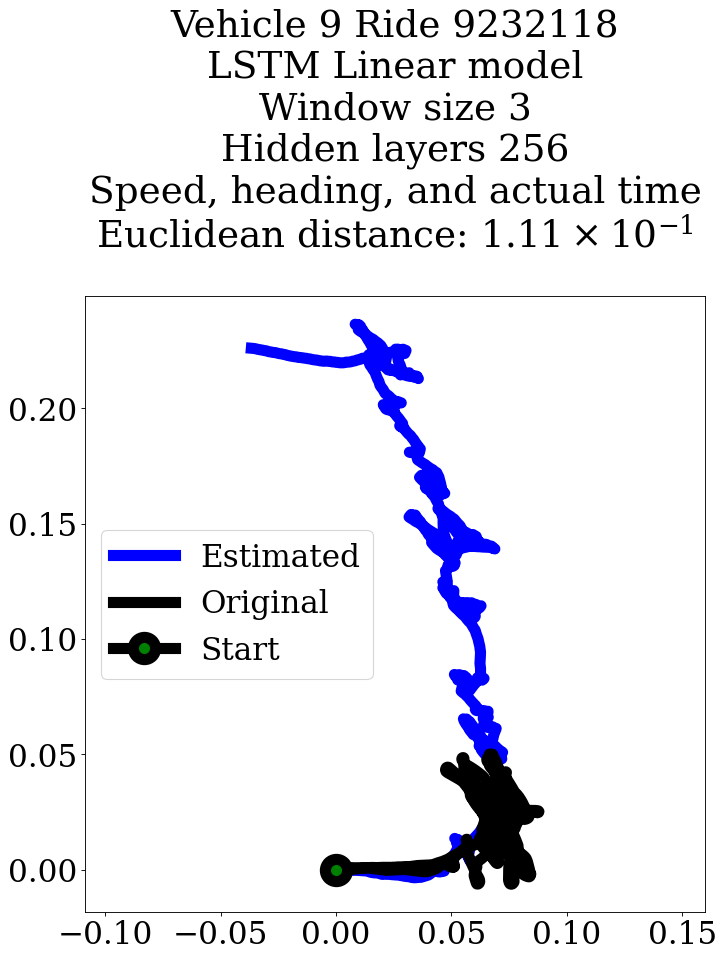 Vehicle 9 Ride 9232118
LSTM Linear model
Window size 3
Hidden layers 256
Speed, heading, and actual time
Euclidean distance: 1.11 × 10⁻¹
0.20
0.15
0.10
0.05
0.00
Estimated
Original
Start
−0.10 −0.05 0.00 0.05 0.10 0.15